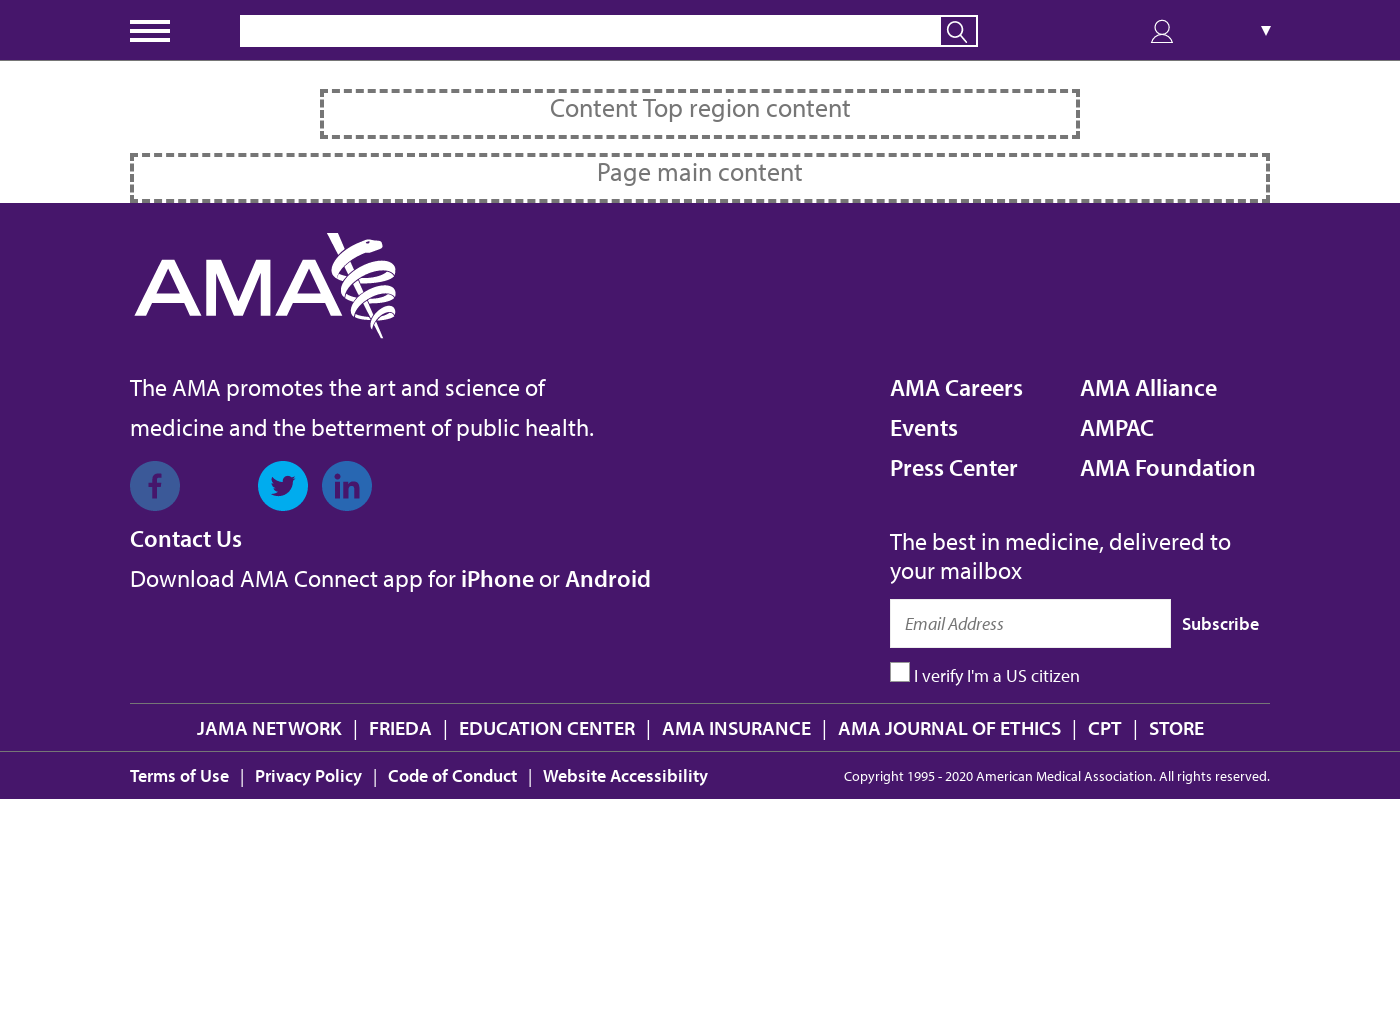 Content Top region content
Page main content
AMA
The AMA promotes the art and science of
medicine and the betterment of public health.
AMA Careers
Events
Press Center
AMA Alliance
AMPAC
AMA Foundation
f
in
Contact Us
Download AMA Connect app for iPhone or Android
The best in medicine, delivered to
your mailbox
Email Address
Subscribe
I verify I'm a US citizen
JAMA NETWORK | FRIEDA | EDUCATION CENTER | AMA INSURANCE | AMA JOURNAL OF ETHICS | CPT | STORE
Terms of Use | Privacy Policy | Code of Conduct | Website Accessibility
Copyright 1995 - 2020 American Medical Association. All rights reserved.